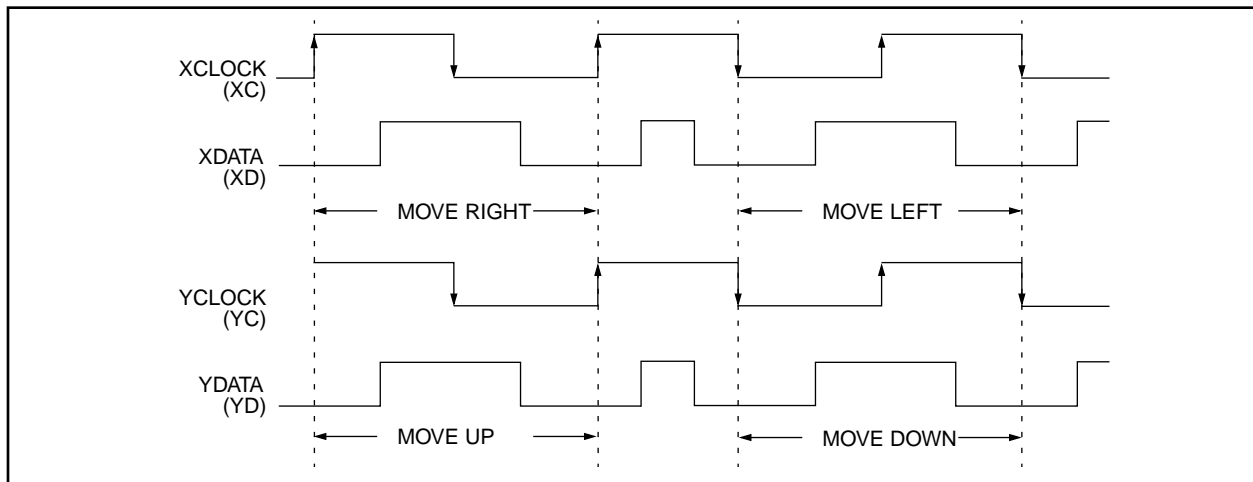 XCLOCK
(XC)
XDATA
(XD)
MOVE RIGHT
MOVE LEFT
YCLOCK
(YC)
YDATA
(YD)
MOVE UP
MOVE DOWN